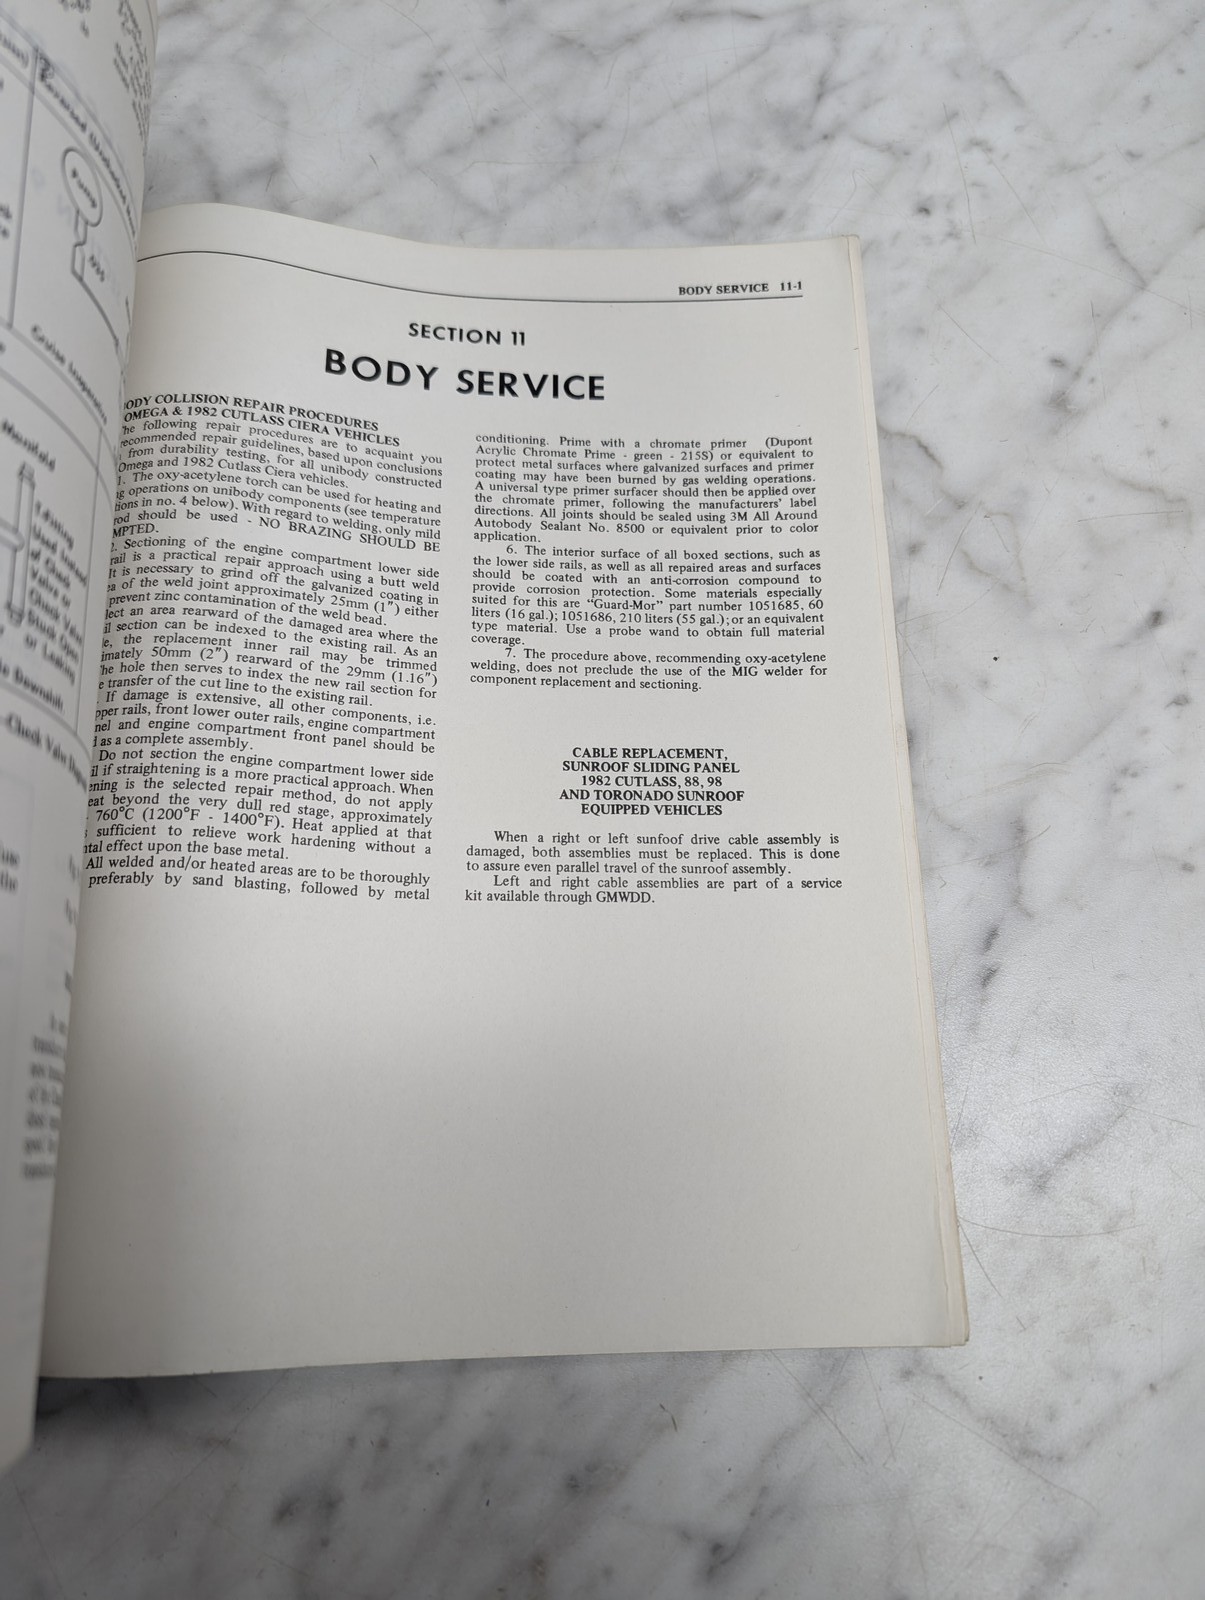 Pump
Manifold
BODY SERVICE 11-1
SECTION 11
BODY SERVICE
ODY COLLISION REPAIR PROCEDURES
OMEGA & 1982 CUTLASS CIERA VEHICLES
he following repair procedures are to acquaint you
recommended repair guidelines, based upon conclusions
from durability testing, for all unibody constructed
Omega and 1982 Cutlass Ciera vehicles.
1. The oxy-acetylene torch can be used for heating and
g operations on unibody components (see temperature
tions in no. 4 below). With regard to welding, only mild
rod should be used - NO BRAZING SHOULD BE
MPTED.
2. Sectioning of the engine compartment lower side
rail is a practical repair approach using a butt weld
It is necessary to grind off the galvanized coating in
ea of the weld joint approximately 25mm (1") either
prevent zinc contamination of the weld bead.
lect an area rearward of the damaged area where the
il section can be indexed to the existing rail. As an
e, the replacement inner rail may be trimmed
imately 50mm (2") rearward of the 29mm (1.16")
he hole then serves to index the new rail section for
e transfer of the cut line to the existing rail.
If damage is extensive, all other components, i.e.
pper rails, front lower outer rails, engine compartment
nel and engine compartment front panel should be
d as a complete assembly.
Do not section the engine compartment lower side
il if straightening is a more practical approach. When
ening is the selected repair method, do not apply
eat beyond the very dull red stage, approximately
760°C (1200°F - 1400°F). Heat applied at that
s sufficient to relieve work hardening without a
ntal effect upon the base metal.
All welded and/or heated areas are to be thoroughly
preferably by sand blasting, followed by metal
conditioning. Prime with a chromate primer (Dupont
Acrylic Chromate Prime - green - 215S) or equivalent to
protect metal surfaces where galvanized surfaces and primer
coating may have been burned by gas welding operations.
A universal type primer surfacer should then be applied over
the chromate primer, following the manufacturers' label
directions. All joints should be sealed using 3M All Around
Autobody Sealant No. 8500 or equivalent prior to color
application.
6. The interior surface of all boxed sections, such as
the lower side rails, as well as all repaired areas and surfaces
should be coated with an anti-corrosion compound to
provide corrosion protection. Some materials especially
suited for this are "Guard-Mor" part number 1051685, 60
liters (16 gal.); 1051686, 210 liters (55 gal.); or an equivalent
type material. Use a probe wand to obtain full material
coverage.
7. The procedure above, recommending oxy-acetylene
welding, does not preclude the use of the MIG welder for
component replacement and sectioning.
CABLE REPLACEMENT,
SUNROOF SLIDING PANEL
1982 CUTLASS, 88, 98
AND TORONADO SUNROOF
EQUIPPED VEHICLES
When a right or left sunfoof drive cable assembly is
damaged, both assemblies must be replaced. This is done
to assure even parallel travel of the sunroof assembly.
Left and right cable assemblies are part of a service
kit available through GMWDD.